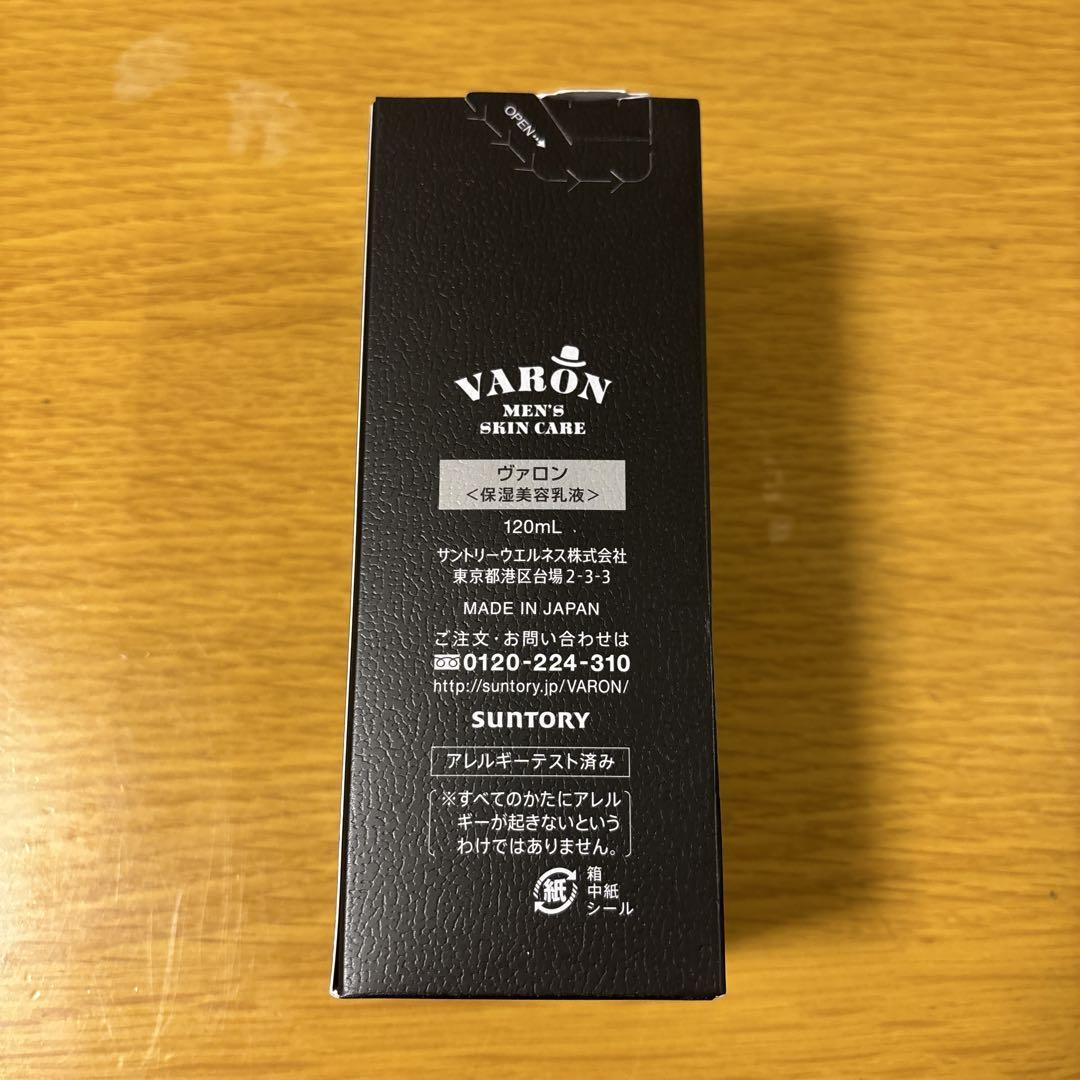 OPEN
VARON
MEN'S
SKIN CARE
ヴァロン
<保湿美容乳液>
120mL
サントリーウエルネス株式会社
東京都港区台場2-3-3
MADE IN JAPAN
ご注文・お問い合わせは
0120-224-310
http://suntory.jp/VARON/
SUNTORY
アレルギーテスト済み
※すべてのかたにアレル
ギーが起きないという
わけではありません。
紙
箱
中紙
シール